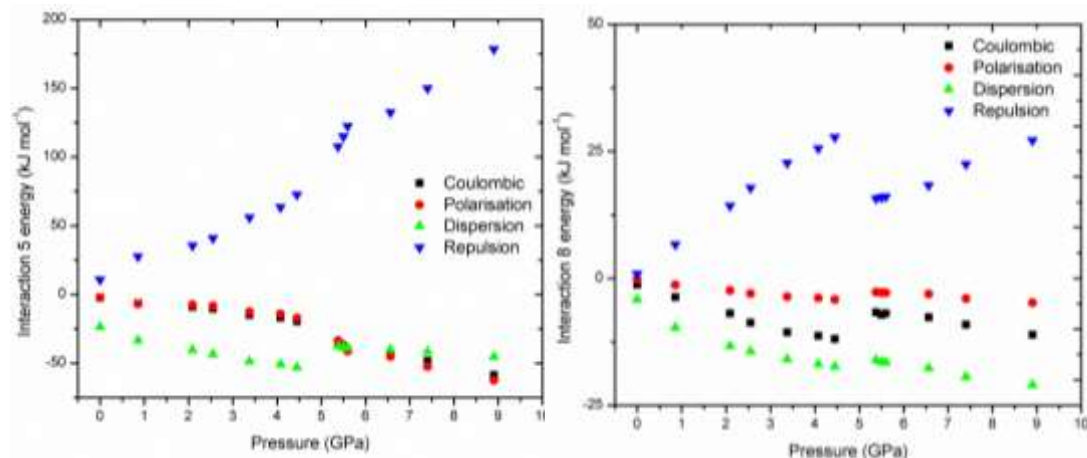 200
150
100
50
0
-50
Interaction 5 energy (kJ mol⁻¹)
Coulombic
Polarisation
Dispersion
Repulsion
0 1 2 3 4 5 6 7 8 9 10
Pressure (GPa)
50
25
0
-25
Interaction 8 energy (kJ mol⁻¹)
Coulombic
Polarisation
Dispersion
Repulsion
0 1 2 3 4 5 6 7 8 9 10
Pressure (GPa)